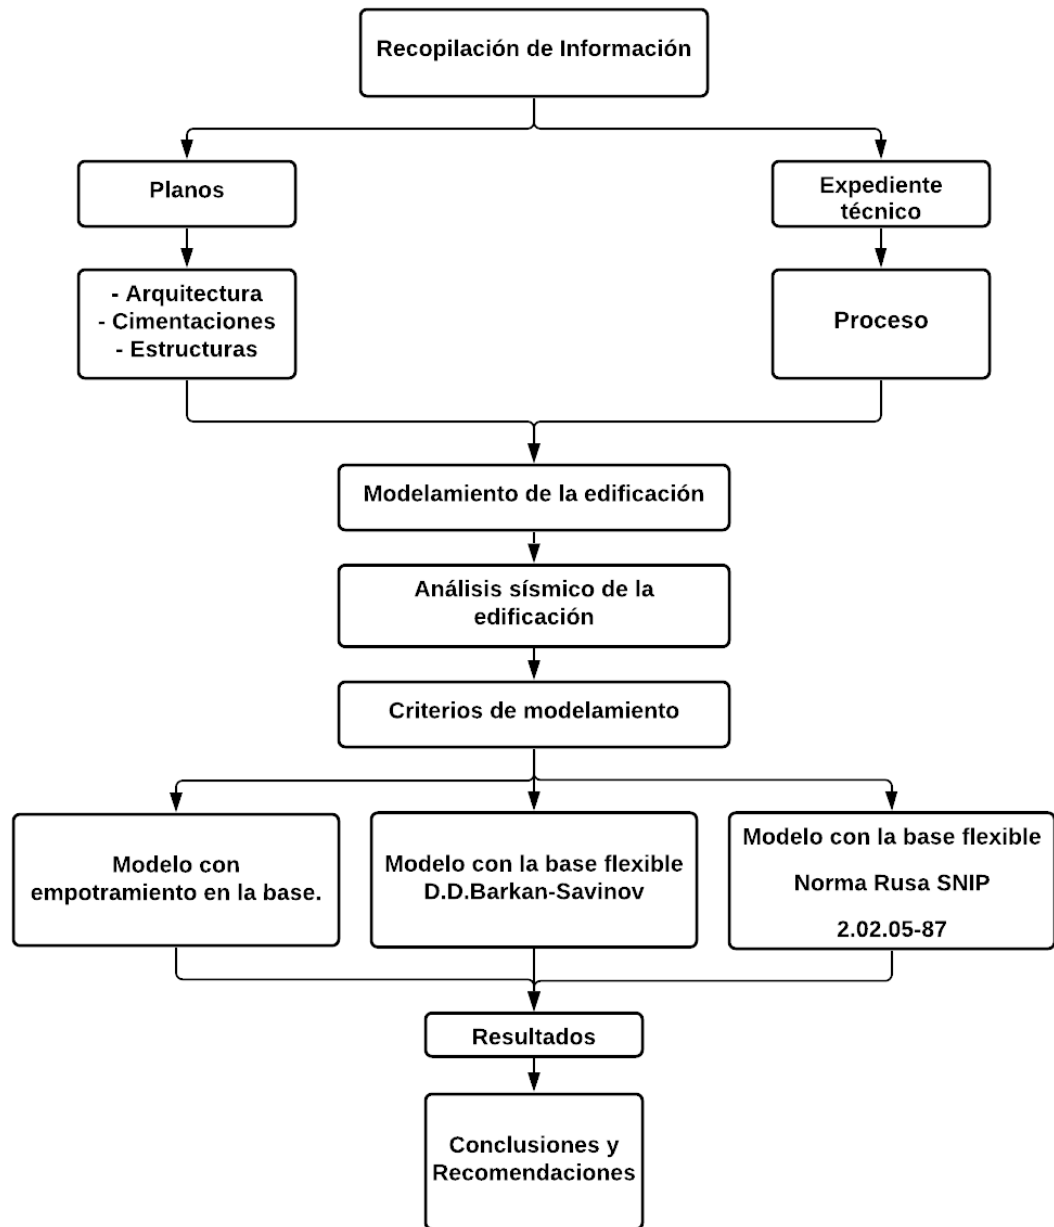 Recopilación de Información
Planos
Expediente
técnico
- Arquitectura
- Cimentaciones
- Estructuras
Proceso
Modelamiento de la edificación
Análisis sísmico de la
edificación
Criterios de modelamiento
Modelo con
empotramiento en la base.
Modelo con la base flexible
D.D.Barkan-Savinov
Modelo con la base flexible
Norma Rusa SNIP
2.02.05-87
Resultados
Conclusiones y
Recomendaciones